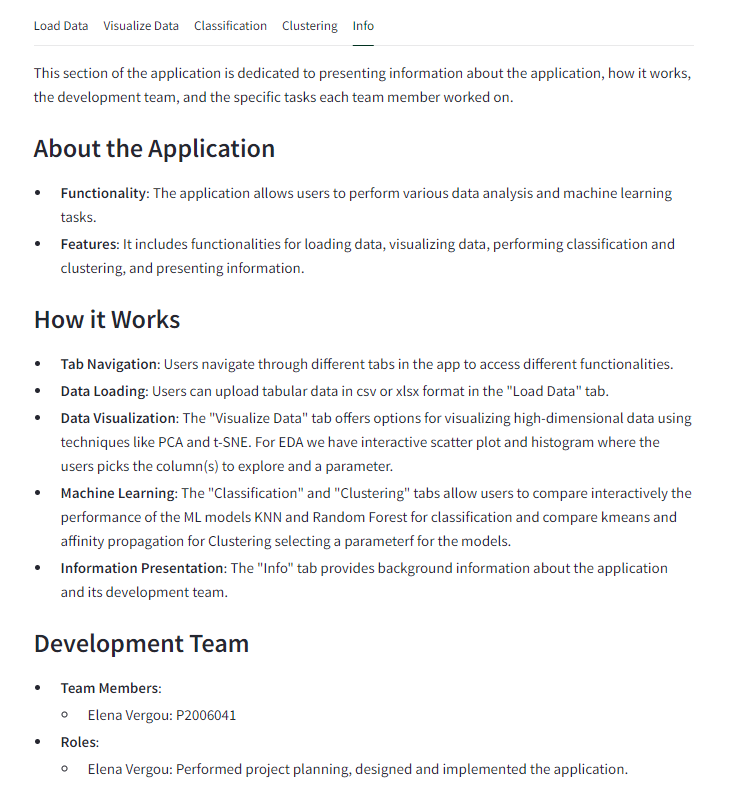 Load Data Visualize Data Classification Clustering Info
This section of the application is dedicated to presenting information about the application, how it works,
the development team, and the specific tasks each team member worked on.
About the Application
Functionality: The application allows users to perform various data analysis and machine learning
tasks.
Features: It includes functionalities for loading data, visualizing data, performing classification and
clustering, and presenting information.
How it Works
Tab Navigation: Users navigate through different tabs in the app to access different functionalities.
Data Loading: Users can upload tabular data in csv or xlsx format in the "Load Data" tab.
Data Visualization: The "Visualize Data" tab offers options for visualizing high-dimensional data using
techniques like PCA and t-SNE. For EDA we have interactive scatter plot and histogram where the
users picks the column(s) to explore and a parameter.
Machine Learning: The "Classification" and "Clustering" tabs allow users to compare interactively the
performance of the ML models KNN and Random Forest for classification and compare kmeans and
affinity propagation for Clustering selecting a parameterf for the models.
Information Presentation: The "Info" tab provides background information about the application
and its development team.
Development Team
Team Members:
Elena Vergou: P2006041
Roles:
Elena Vergou: Performed project planning, designed and implemented the application.